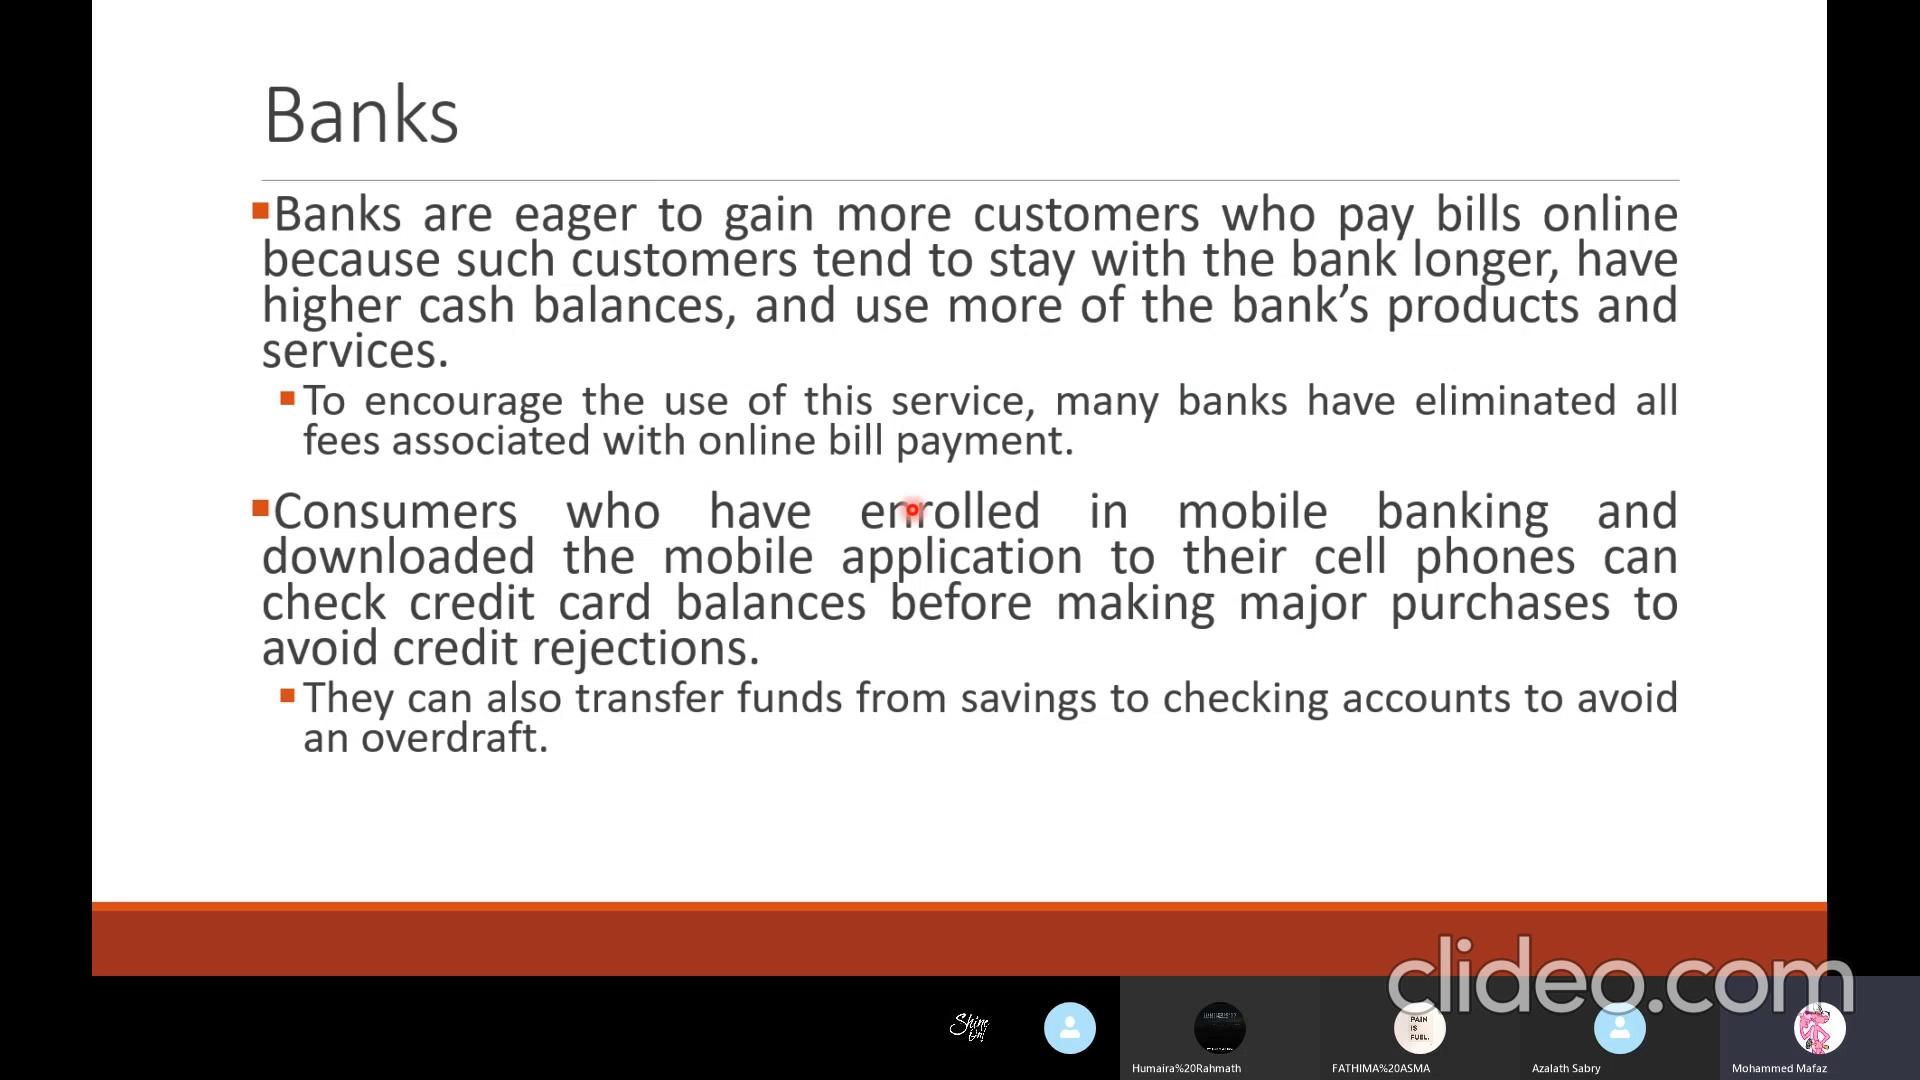 Banks
Banks are eager to gain more customers who pay bills online
because such customers tend to stay with the bank longer, have
higher cash balances, and use more of the bank’s products and
services.
To encourage the use of this service, many banks have eliminated all
fees associated with online bill payment.
Consumers who have enrolled in mobile banking and
downloaded the mobile application to their cell phones can
check credit card balances before making major purchases to
avoid credit rejections.
They can also transfer funds from savings to checking accounts to avoid
an overdraft.
clideo.com
Shine
PAIN
IS
FUEL.
Humaira%20Rahmath
FATHIMA%20ASMA
Azalath Sabry
Mohammed Mafaz